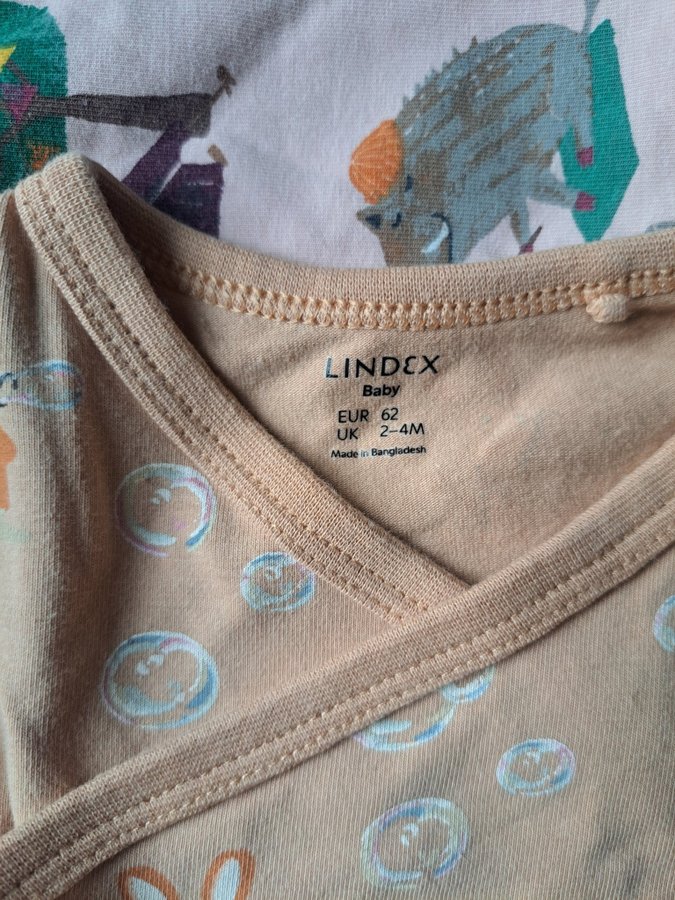 LINDEX
Baby
EUR 62
UK 2-4M
Made in Bangladesh